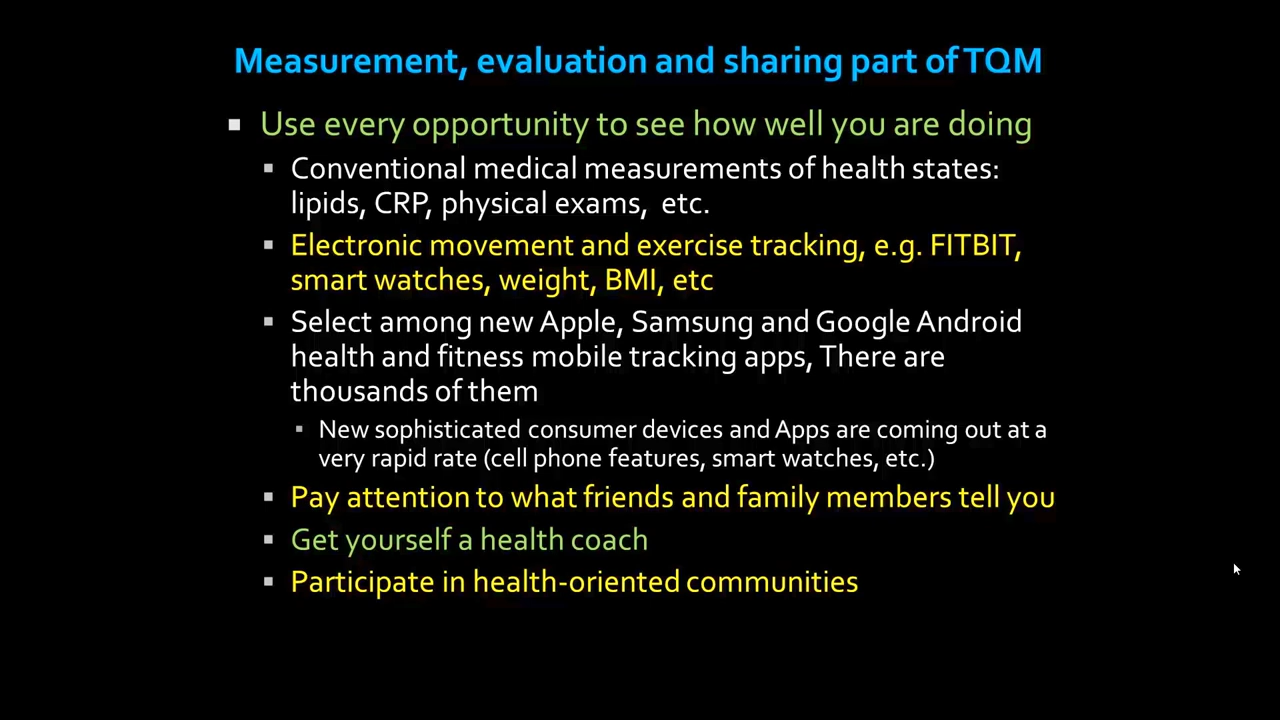 Measurement, evaluation and sharing part of TQM
Use every opportunity to see how well you are doing
Conventional medical measurements of health states:
lipids, CRP, physical exams, etc.
Electronic movement and exercise tracking, e.g. FITBIT,
smart watches, weight, BMI, etc
Select among new Apple, Samsung and Google Android
health and fitness mobile tracking apps, There are
thousands of them
New sophisticated consumer devices and Apps are coming out at a
very rapid rate (cell phone features, smart watches, etc.)
Pay attention to what friends and family members tell you
Get yourself a health coach
Participate in health-oriented communities